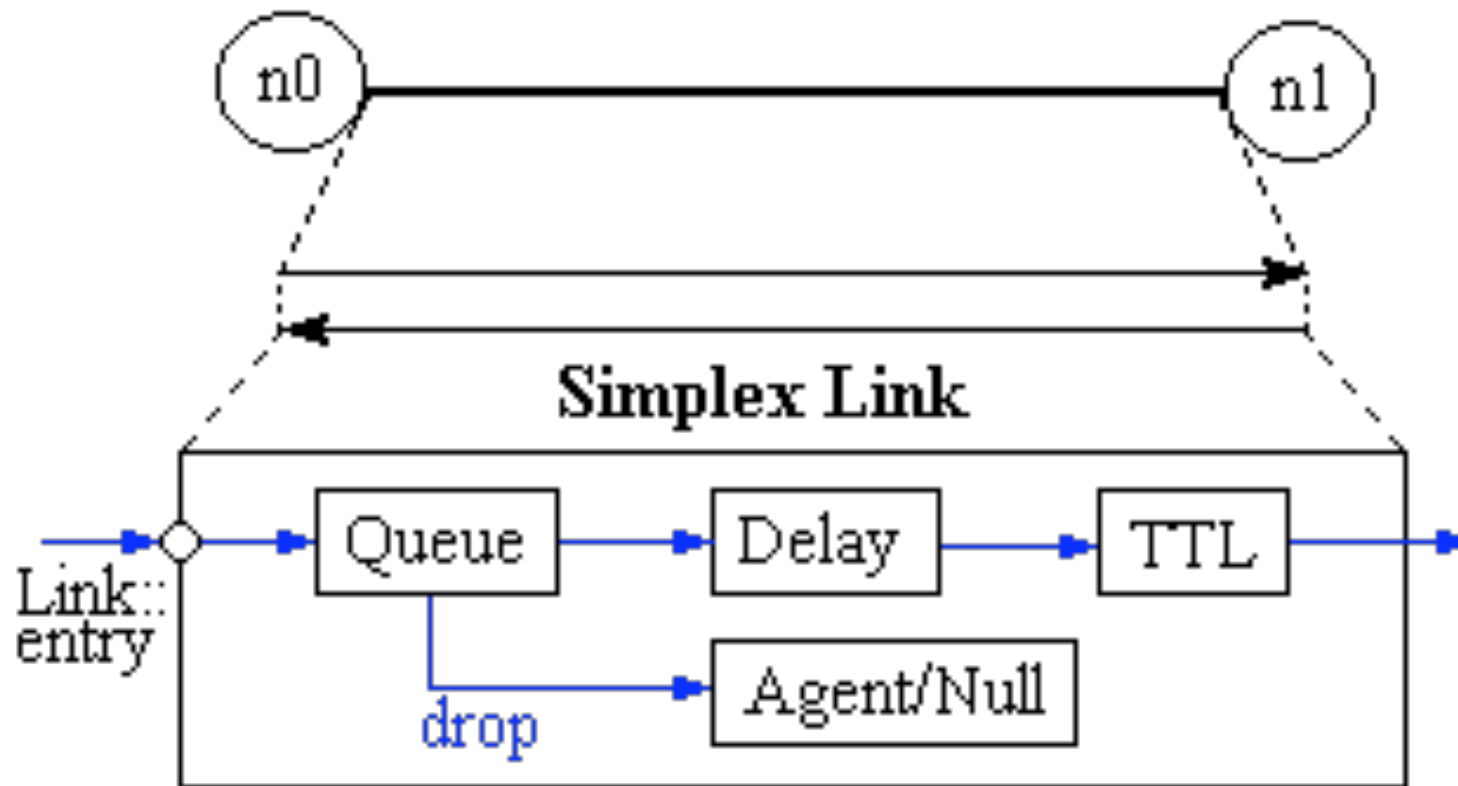 n0
n1
Simplex Link
Queue
Delay
TTL
Link::
entry
drop
Agent/Null